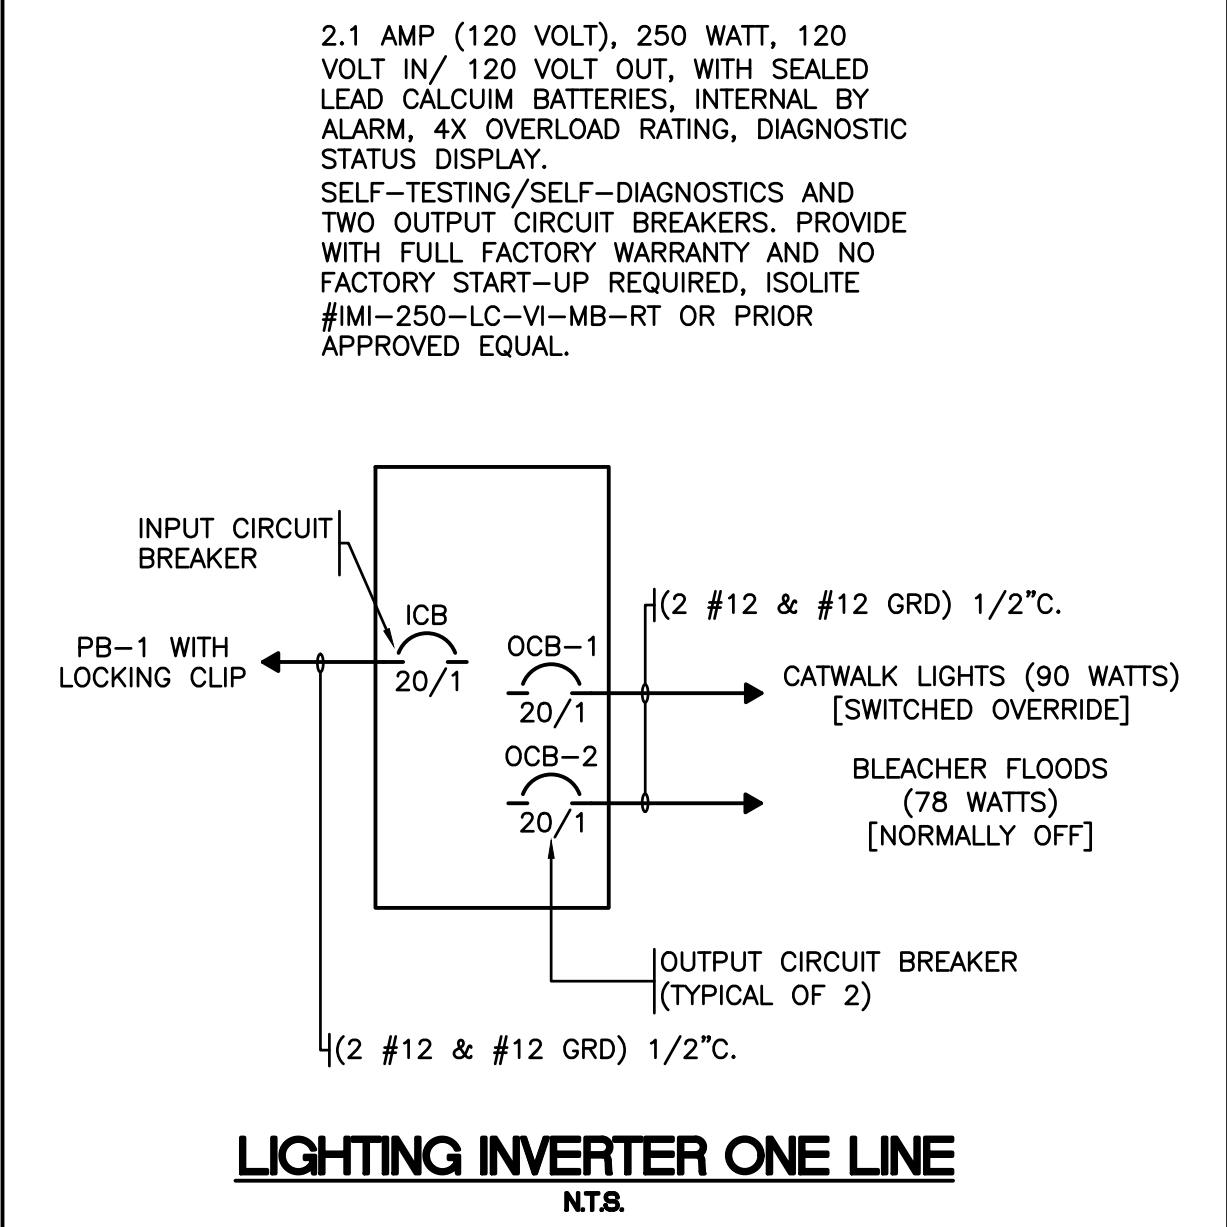 2.1 AMP (120 VOLT), 250 WATT, 120
VOLT IN/ 120 VOLT OUT, WITH SEALED
LEAD CALCUIM BATTERIES, INTERNAL BY
ALARM, 4X OVERLOAD RATING, DIAGNOSTIC
STATUS DISPLAY.
SELF-TESTING/SELF-DIAGNOSTICS AND
TWO OUTPUT CIRCUIT BREAKERS. PROVIDE
WITH FULL FACTORY WARRANTY AND NO
FACTORY START-UP REQUIRED, ISOLITE
#IMI-250-LC-VI-MB-RT OR PRIOR
APPROVED EQUAL.
INPUT CIRCUIT
BREAKER
PB-1 WITH
LOCKING CLIP
ICB
20/1
OCB-1
20/1
OCB-2
20/1
(2 #12 & #12 GRD) 1/2"C.
CATWALK LIGHTS (90 WATTS)
[SWITCHED OVERRIDE]
BLEACHER FLOODS
(78 WATTS)
[NORMALLY OFF]
OUTPUT CIRCUIT BREAKER
(TYPICAL OF 2)
(2 #12 & #12 GRD) 1/2"C.
LIGHTING INVERTER ONE LINE
N.T.S.